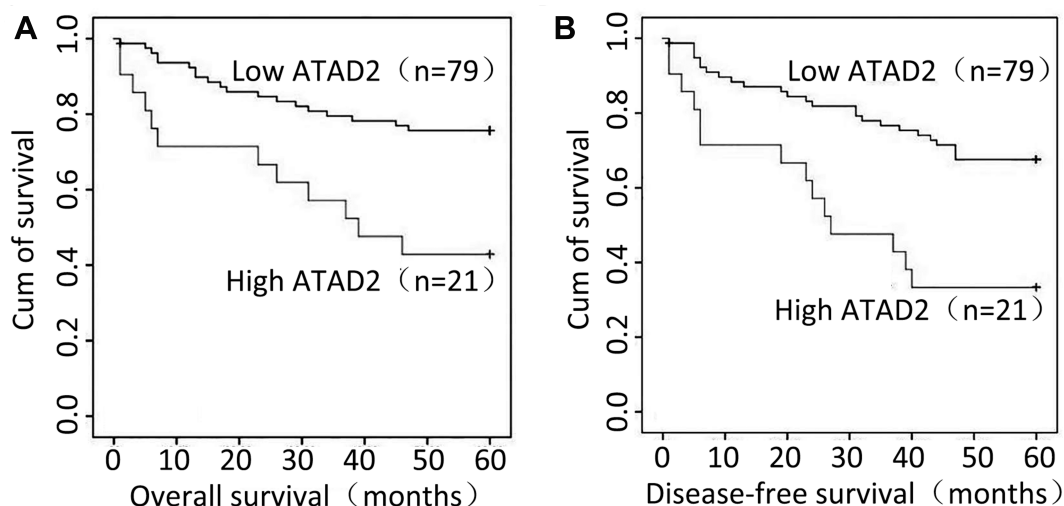 A
Cum of survival
1.0
0.8
0.6
0.4
0.2
0.0
Low ATAD2（n=79）
High ATAD2（n=21）
0 10 20 30 40 50 60
Overall survival（months）
B
Cum of survival
1.0
0.8
0.6
0.4
0.2
0.0
Low ATAD2（n=79）
High ATAD2（n=21）
0 10 20 30 40 50 60
Disease-free survival（months）